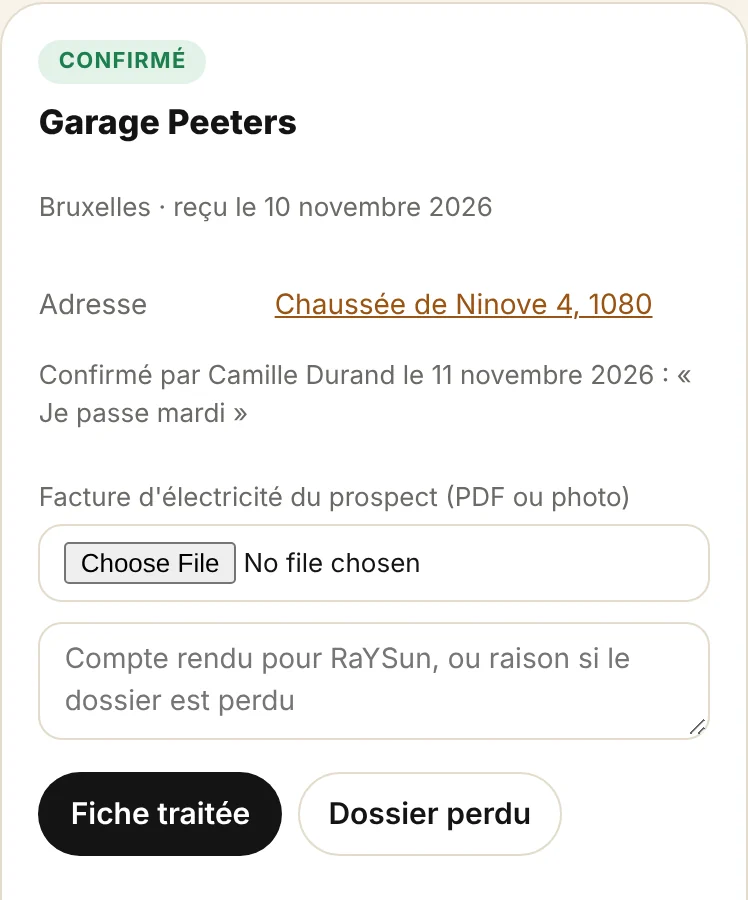 CONFIRMÉ
Garage Peeters
Bruxelles · reçu le 10 novembre 2026
Adresse Chaussée de Ninove 4, 1080
Confirmé par Camille Durand le 11 novembre 2026 : «
Je passe mardi »
Facture d'électricité du prospect (PDF ou photo)
Choose File No file chosen
Compte rendu pour RaYSun, ou raison si le
dossier est perdu
Fiche traitée Dossier perdu